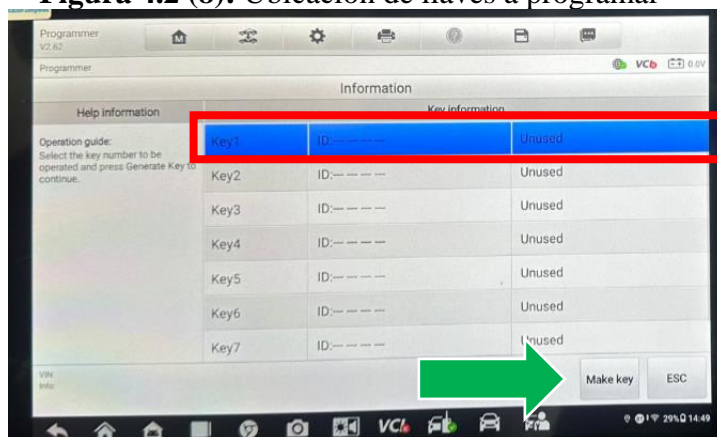 Figura 4.2 (8): Ubicación de llaves a programar
Programmer
V2.62
Programmer
VCI 0.0V
Information
Help information
Key information
Operation guide:
Select the key number to be
operated and press Generate Key to
continue.
Key1 ID:— — — — Unused
Key2 ID:— — — — Unused
Key3 ID:— — — — Unused
Key4 ID:— — — — Unused
Key5 ID:— — — — Unused
Key6 ID:— — — — Unused
Key7 ID:— — — — Unused
VIN:
Info:
Make key ESC
VCI
29% 14:49